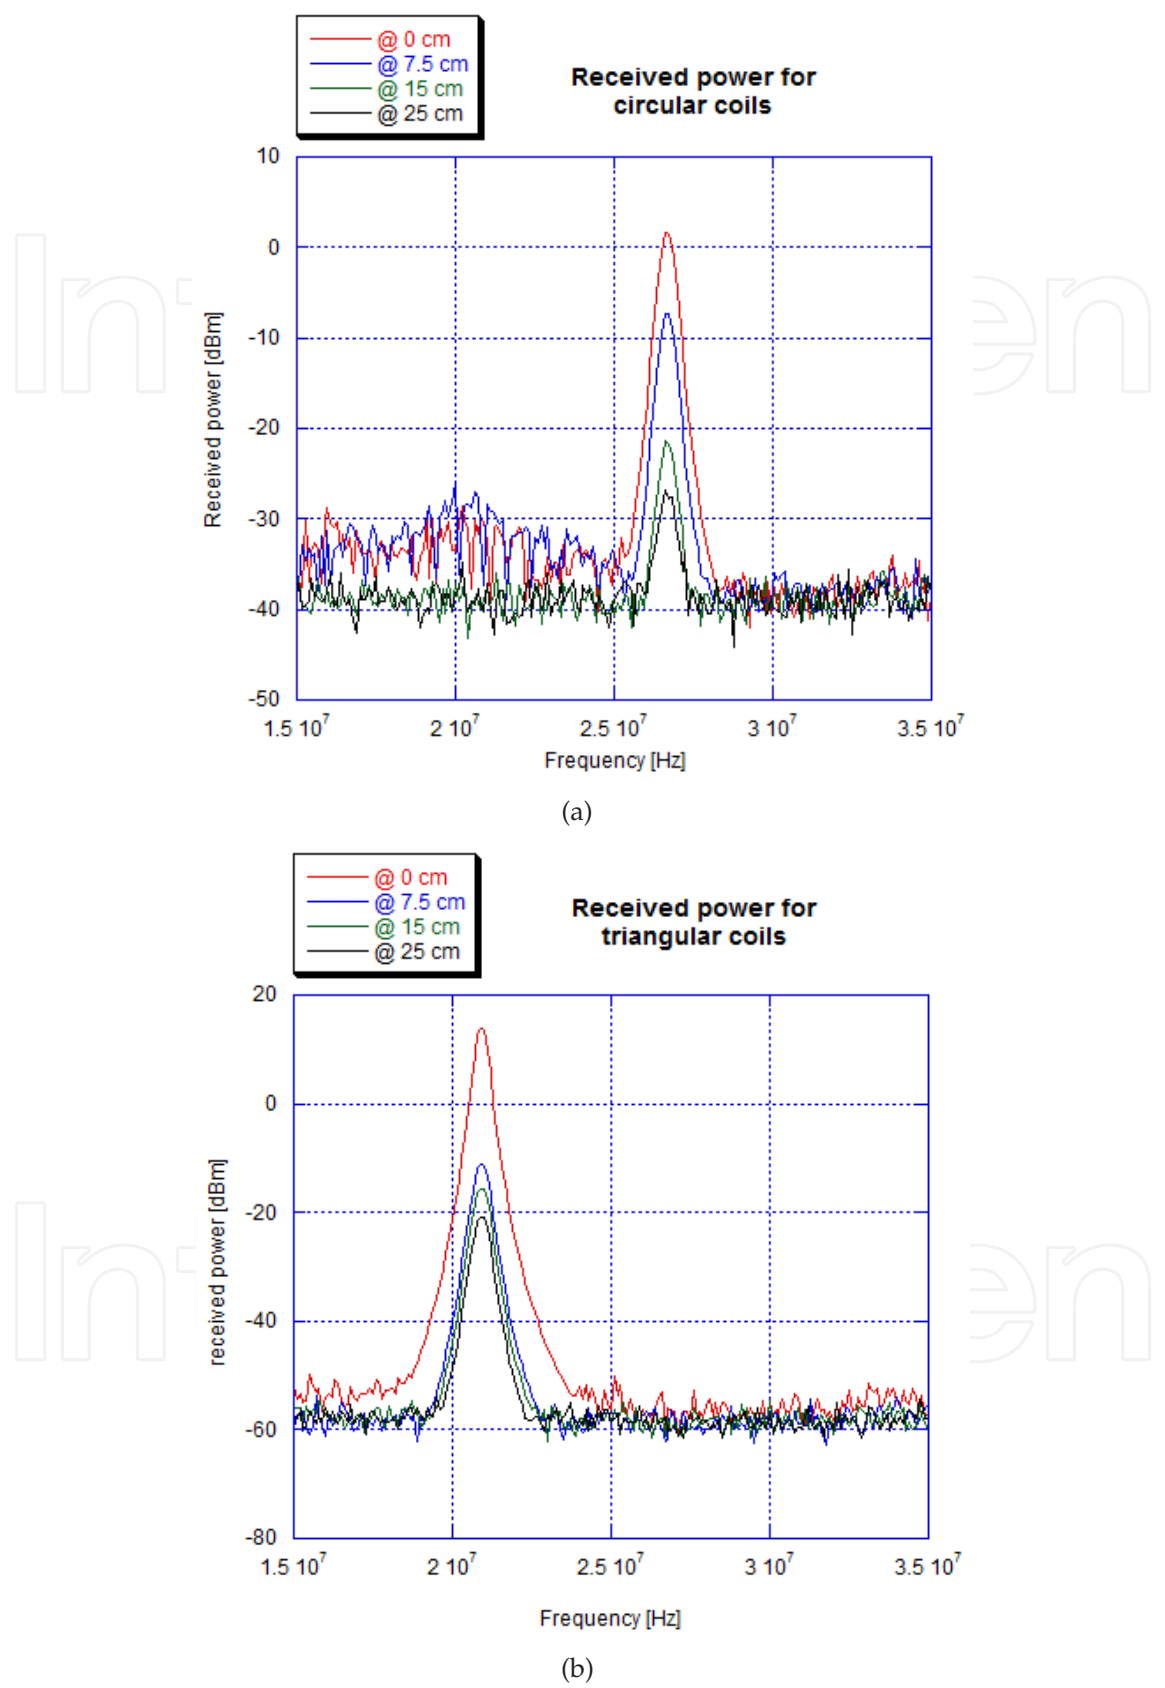 @ 0 cm
@ 7.5 cm
@ 15 cm
@ 25 cm
Received power for
circular coils
10
0
-10
-20
-30
-40
-50
Received power [dBm]
1.5 10^7 2 10^7 2.5 10^7 3 10^7 3.5 10^7
Frequency [Hz]
(a)
@ 0 cm
@ 7.5 cm
@ 15 cm
@ 25 cm
Received power for
triangular coils
20
0
-20
-40
-60
-80
received power [dBm]
1.5 10^7 2 10^7 2.5 10^7 3 10^7 3.5 10^7
Frequency [Hz]
(b)